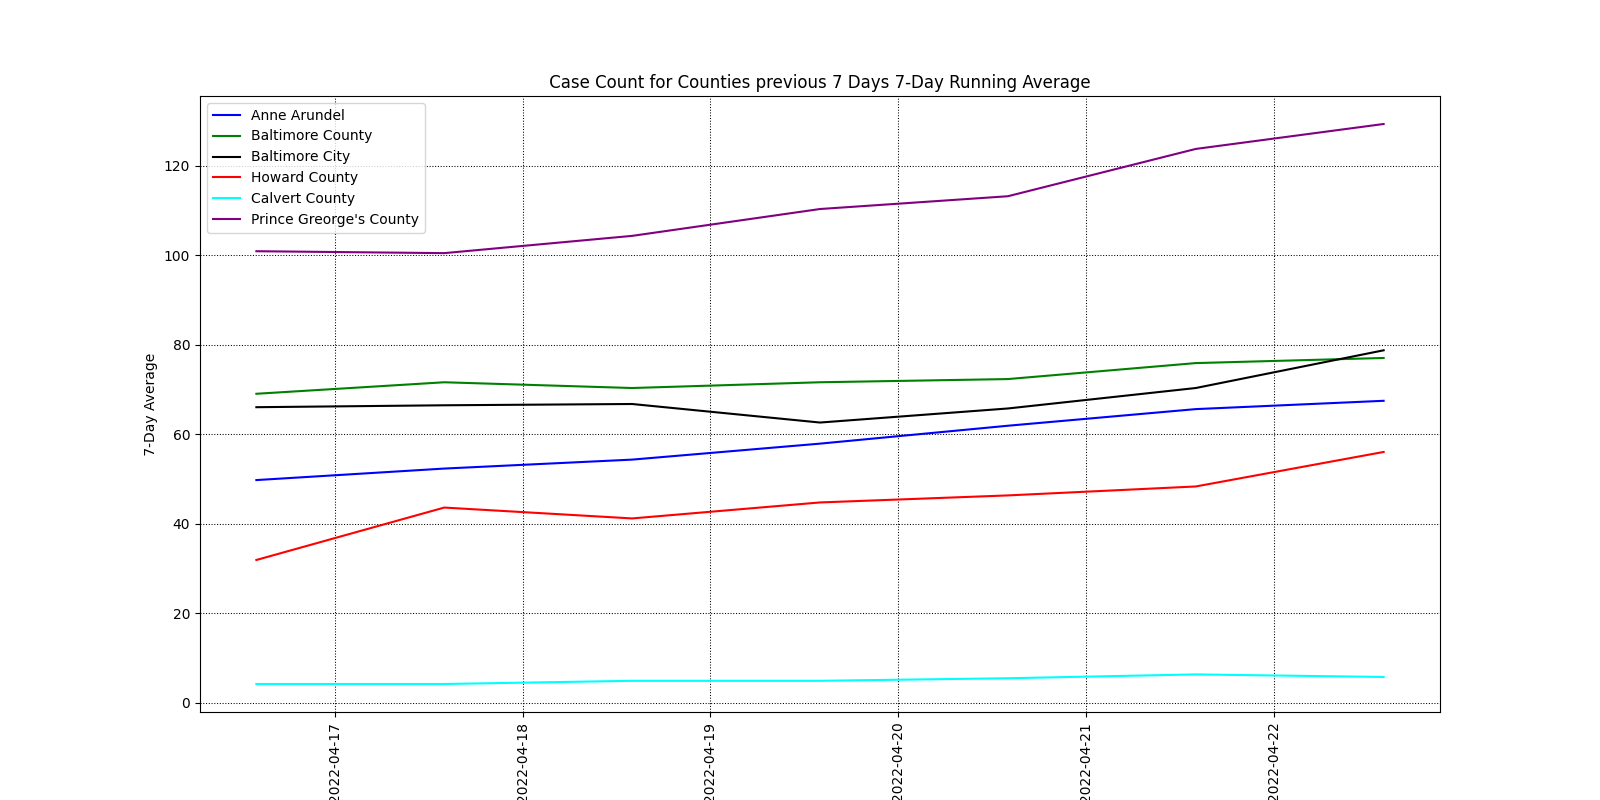 Case Count for Counties previous 7 Days 7-Day Running Average
Anne Arundel
Baltimore County
Baltimore City
Howard County
Calvert County
Prince Greorge's County
120
100
80
60
40
20
0
7-Day Average
2022-04-17
2022-04-18
2022-04-19
2022-04-20
2022-04-21
2022-04-22